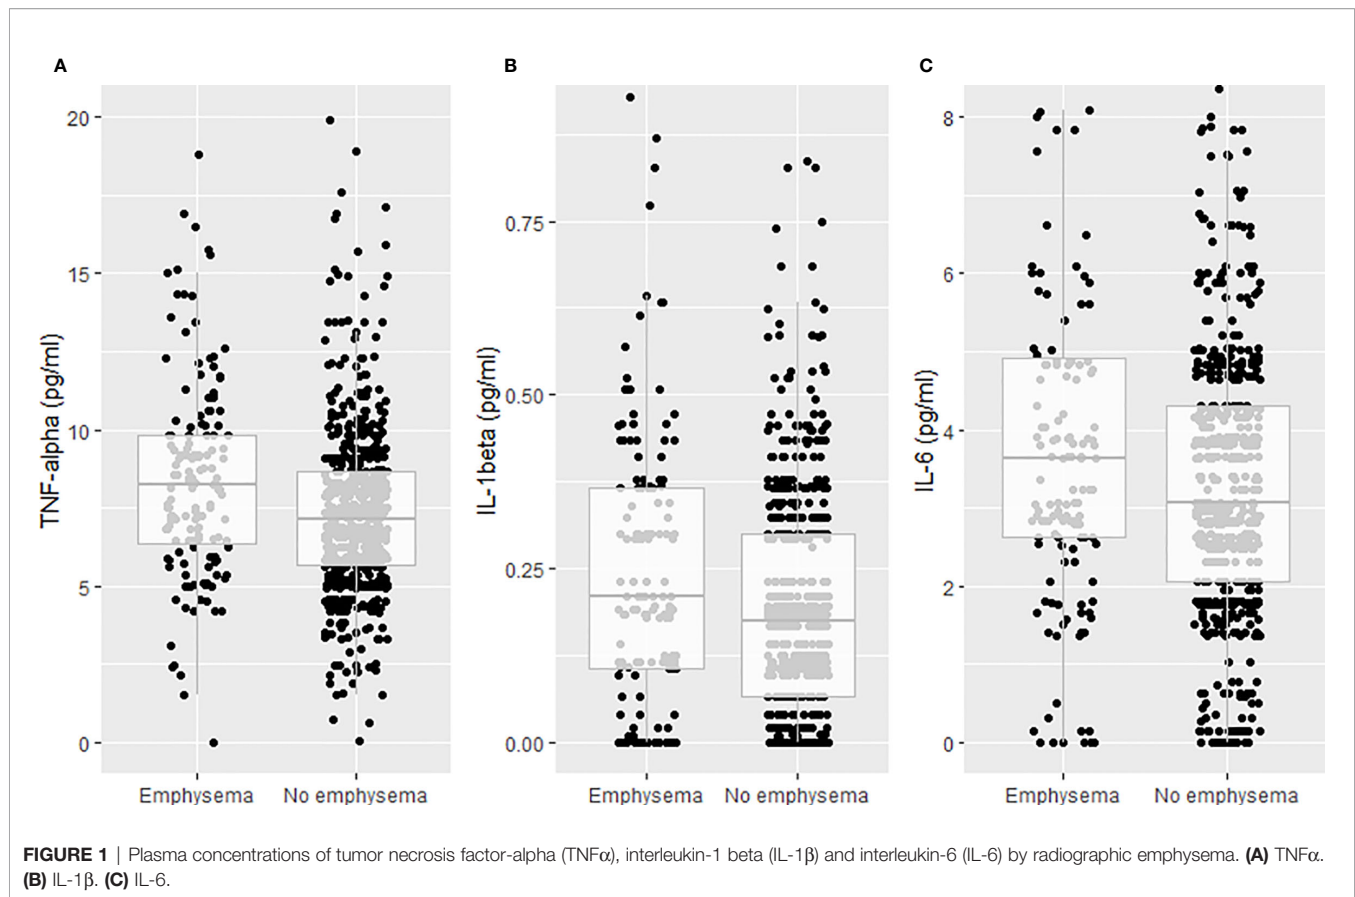 A
B
C
TNF-alpha (pg/ml)
20
15
10
5
0
Emphysema No emphysema
IL-1beta (pg/ml)
0.75
0.50
0.25
0.00
Emphysema No emphysema
IL-6 (pg/ml)
8
6
4
2
0
Emphysema No emphysema
FIGURE 1 | Plasma concentrations of tumor necrosis factor-alpha (TNFα), interleukin-1 beta (IL-1β) and interleukin-6 (IL-6) by radiographic emphysema. (A) TNFα.
(B) IL-1β. (C) IL-6.